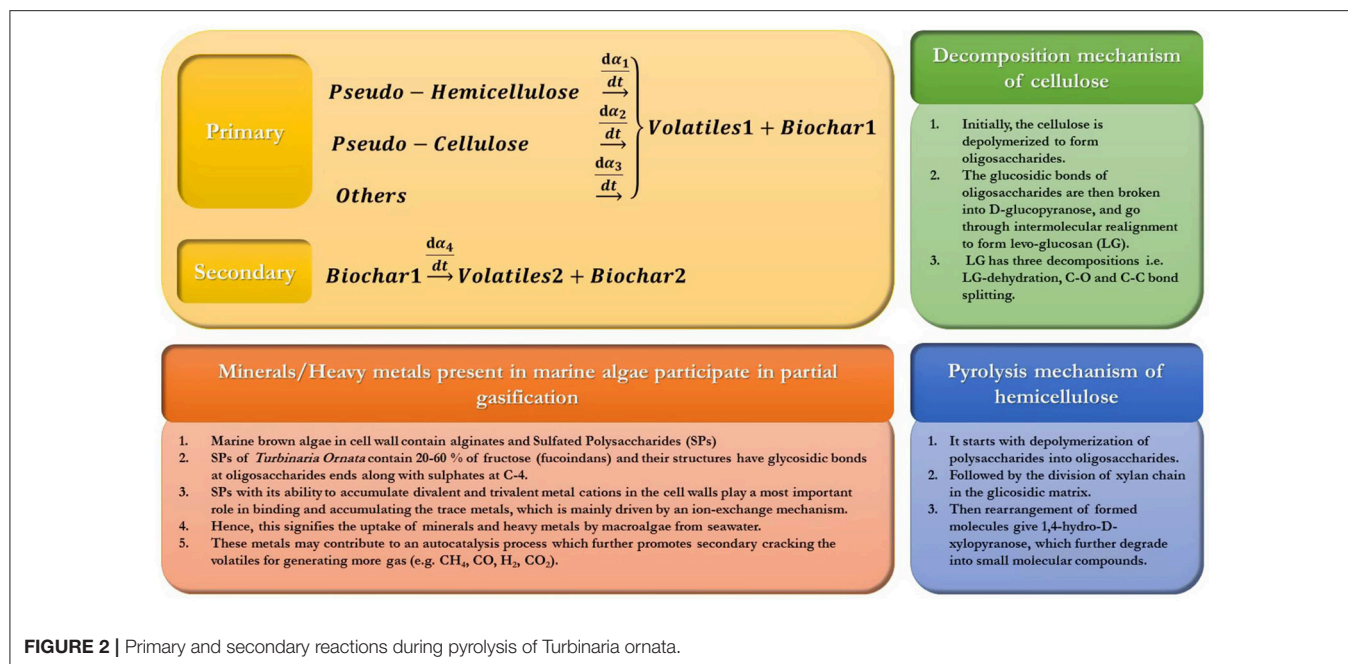 Primary
Pseudo - Hemicellulose
dα1
dt
→
Pseudo - Cellulose
dα2
dt
→
Others
dα3
dt
→
} Volatiles1 + Biochar1
Secondary
Biochar1
dα4
dt
→
Volatiles2 + Biochar2
Decomposition mechanism
of cellulose
1. Initially, the cellulose is
depolymerized to form
oligosaccharides.
2. The glucosidic bonds of
oligosaccharides are then broken
into D-glucopyranose, and go
through intermolecular realignment
to form levo-glucosan (LG).
3. LG has three decompositions i.e.
LG-dehydration, C-O and C-C bond
splitting.
Minerals/Heavy metals present in marine algae participate in partial
gasification
1. Marine brown algae in cell wall contain alginates and Sulfated Polysaccharides (SPs)
2. SPs of Turbinaria Ornata contain 20-60 % of fructose (fucoindans) and their structures have glycosidic bonds
at oligosaccharides ends along with sulphates at C-4.
3. SPs with its ability to accumulate divalent and trivalent metal cations in the cell walls play a most important
role in binding and accumulating the trace metals, which is mainly driven by an ion-exchange mechanism.
4. Hence, this signifies the uptake of minerals and heavy metals by macroalgae from seawater.
5. These metals may contribute to an autocatalysis process which further promotes secondary cracking the
volatiles for generating more gas (e.g. CH4, CO, H2, CO2).
Pyrolysis mechanism of
hemicellulose
1. It starts with depolymerization of
polysaccharides into oligosaccharides.
2. Followed by the division of xylan chain
in the glicosidic matrix.
3. Then rearrangement of formed
molecules give 1,4-hydro-D-
xylopyranose, which further degrade
into small molecular compounds.
FIGURE 2 | Primary and secondary reactions during pyrolysis of Turbinaria ornata.